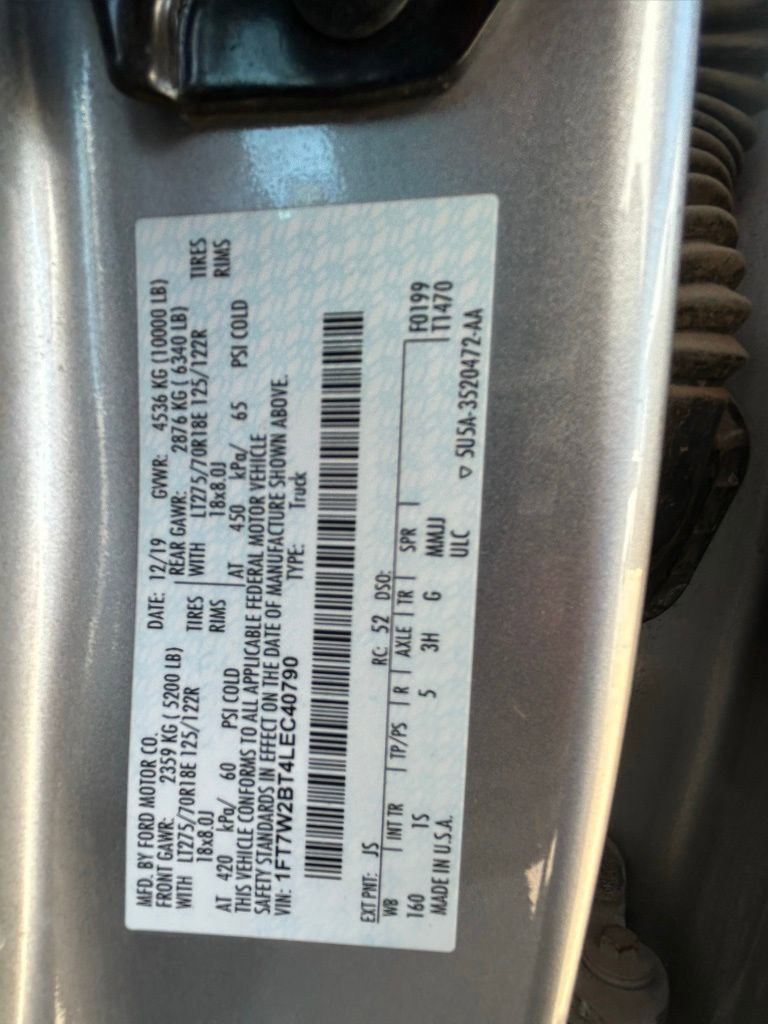 MFD. BY FORD MOTOR CO.
DATE: 12/19 GVWR: 4536 KG (10000 LB)
FRONT GAWR: 2359 KG ( 5200 LB) REAR GAWR: 2876 KG ( 6340 LB)
WITH LT275/70R18E 125/122R TIRES WITH LT275/70R18E 125/122R TIRES
18x8.0J RIMS 18x8.0J RIMS
AT 420 kPa/ 60 PSI COLD AT 450 kPa/ 65 PSI COLD
THIS VEHICLE CONFORMS TO ALL APPLICABLE FEDERAL MOTOR VEHICLE
SAFETY STANDARDS IN EFFECT ON THE DATE OF MANUFACTURE SHOWN ABOVE.
VIN: 1FT7W2BT4LEC40790 TYPE: Truck
EXT PNT: JS RC: 52 DSO:
WB INT TR TP/PS R AXLE TR SPR F0199
160 1S 5 3H G MMUJ T1470
MADE IN U.S.A. ULC
▽ 5U5A-3520472-AA